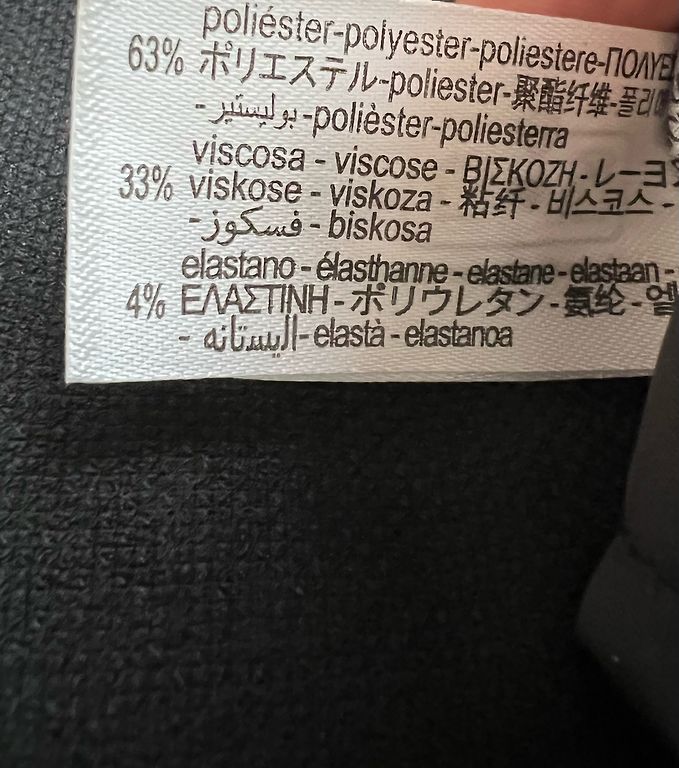 poliéster-polyester-poliestere-ΠΟΛΥΕ
63% ポリエステル-poliester-聚酯纤维-폴리
- بوليستير-polièster-poliesterra
viscosa - viscose - ΒΙΣΚΟΖΗ - レーヨ
33% viskose - viskoza - 粘纤 - 비스코스 -
- فسكوز - biskosa
elastano - élasthanne - elastane - elastaan -
4% ΕΛΑΣΤΙΝΗ - ポリウレタン - 氨纶 - 엘
- اليستانه - elastà - elastanoa